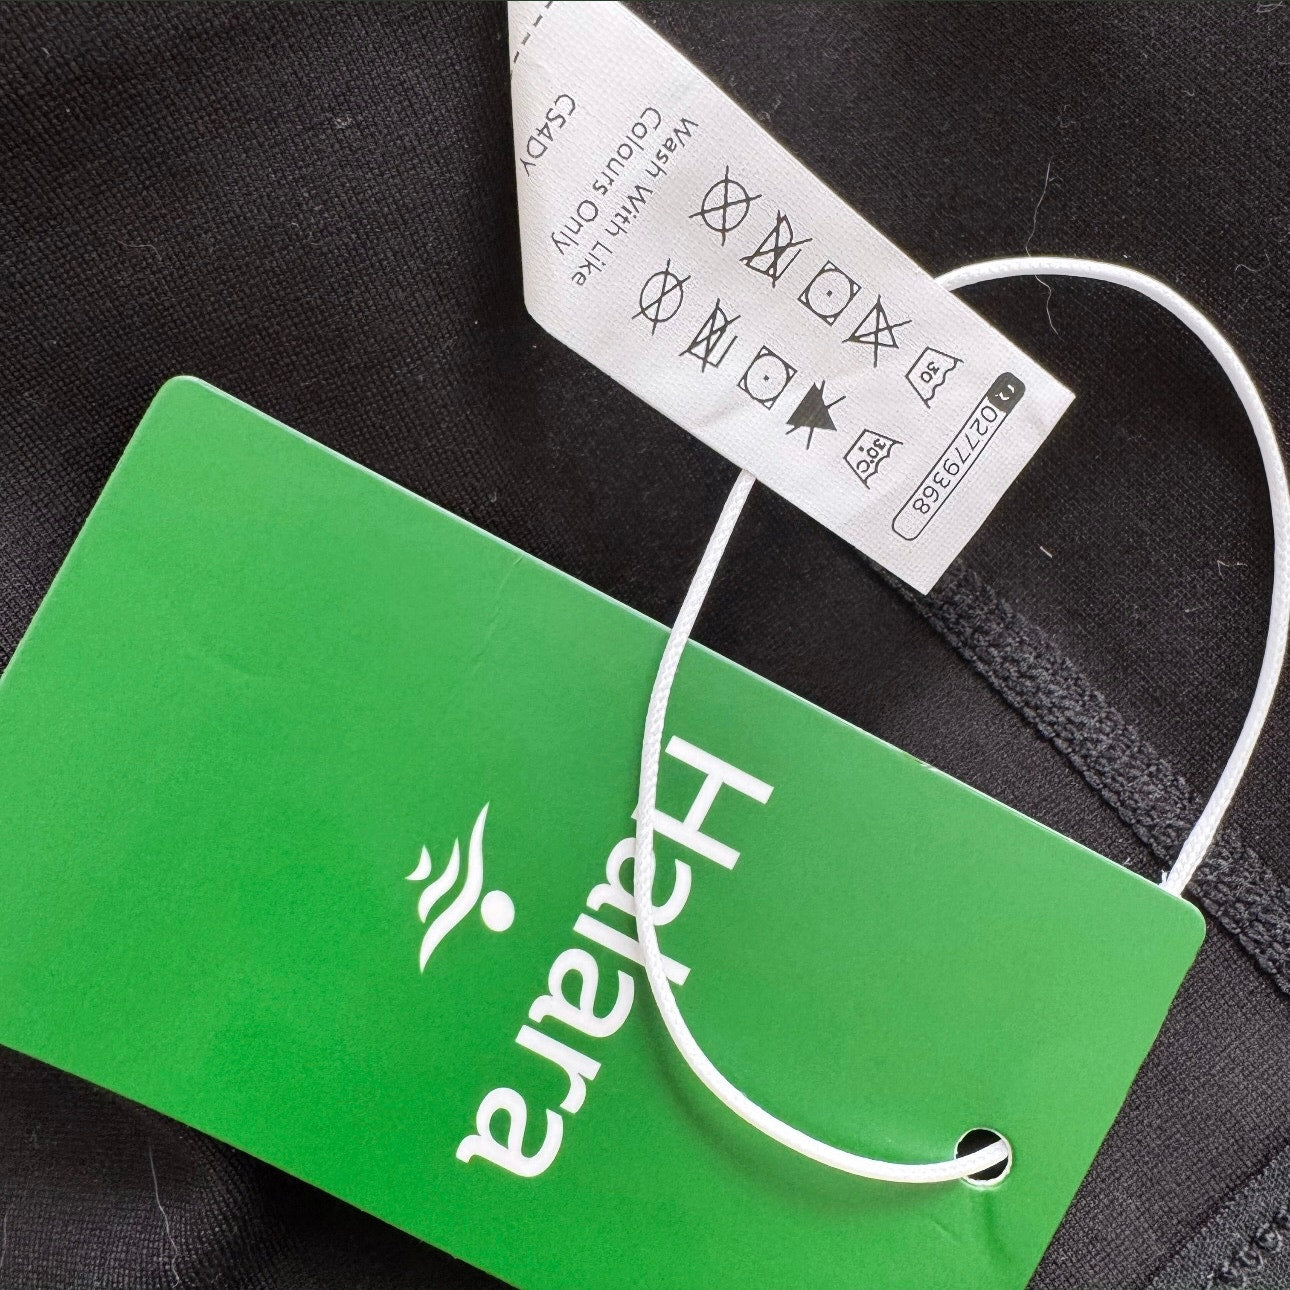 02779368
30
30°C
Wash With Like
Colours Only
CS4DY
Halara